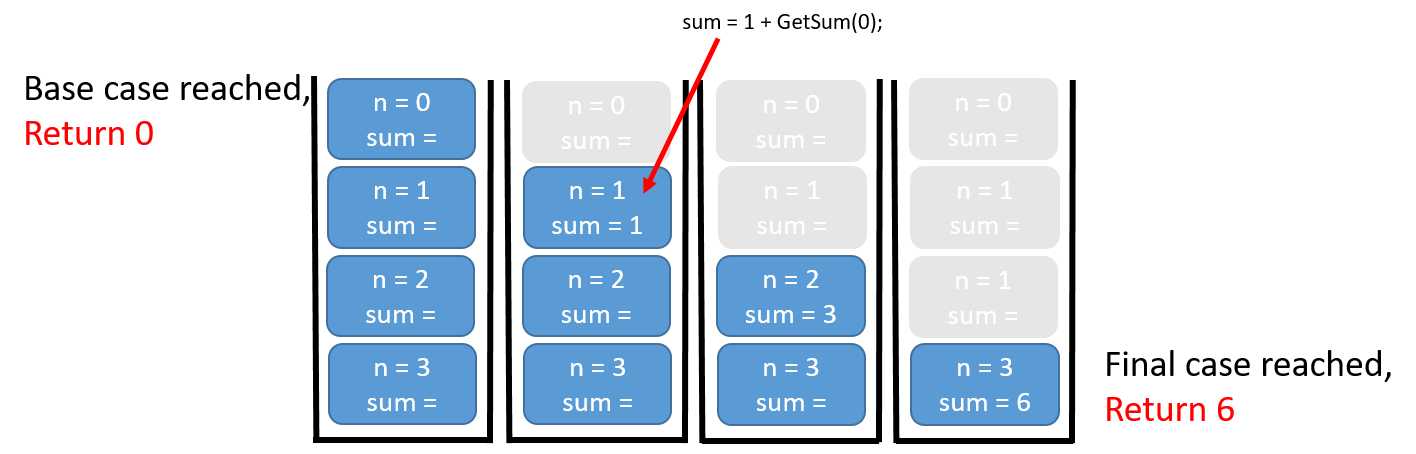 sum = 1 + GetSum(0);
Base case reached,
Return 0
n = 0
sum =
n = 1
sum =
n = 2
sum =
n = 3
sum =
n = 0
sum =
n = 1
sum = 1
n = 2
sum =
n = 3
sum =
n = 0
sum =
n = 1
sum =
n = 2
sum = 3
n = 3
sum =
n = 0
sum =
n = 1
sum =
n = 1
sum =
n = 3
sum = 6
Final case reached,
Return 6